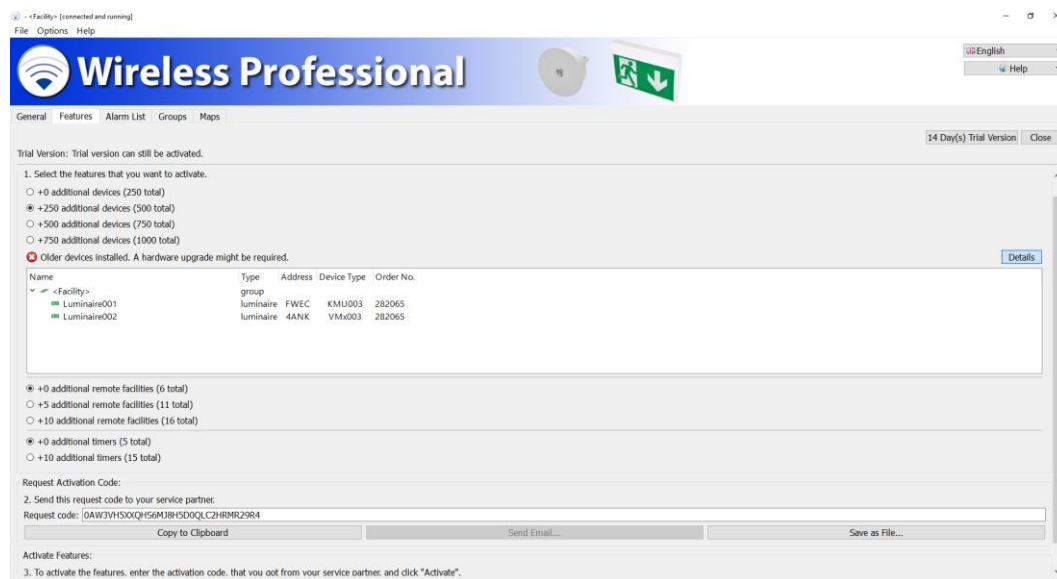 - <Facility> [connected and running]
File Options Help
Wireless Professional
English
Help
General Features Alarm List Groups Maps
14 Day(s) Trial Version Close
Trial Version: Trial version can still be activated.
1. Select the features that you want to activate.
+0 additional devices (250 total)
+250 additional devices (500 total)
+500 additional devices (750 total)
+750 additional devices (1000 total)
Older devices installed. A hardware upgrade might be required. Details
Name Type Address Device Type Order No.
<Facility> group
Luminaire001 luminaire FWEC KMU003 282065
Luminaire002 luminaire 4ANK VMx003 282065
+0 additional remote facilities (6 total)
+5 additional remote facilities (11 total)
+10 additional remote facilities (16 total)
+0 additional timers (5 total)
+10 additional timers (15 total)
Request Activation Code:
2. Send this request code to your service partner.
Request code: 0AW3VH5XXQHS6MJ8H5D0QLC2HRMR29R4
Copy to Clipboard Send Email... Save as File...
Activate Features:
3. To activate the features, enter the activation code, that you got from your service partner, and click "Activate".